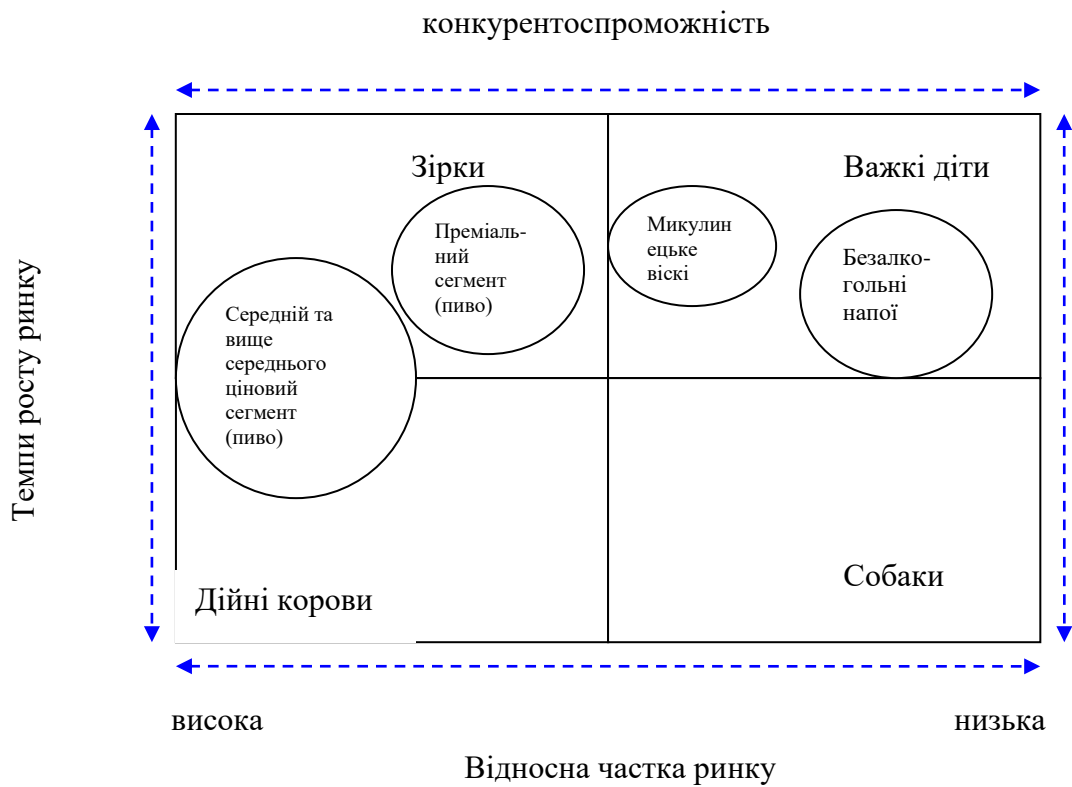 конкурентоспроможність
Зірки
Важкі діти
Преміаль-
ний
сегмент
(пиво)
Микулин
ецьке
віскі
Безалко-
гольні
напої
Середній та
вище
середнього
ціновий
сегмент
(пиво)
Темпи росту ринку
Дійні корови
Собаки
висока
низька
Відносна частка ринку